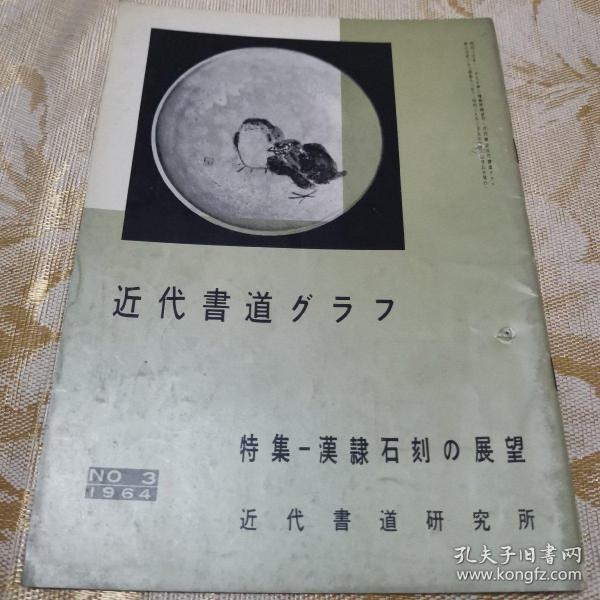 近代書道グラフ
特集－漢隷石刻の展望
NO 3
1964
近代書道研究所
孔夫子旧书网
www.kongfz.com